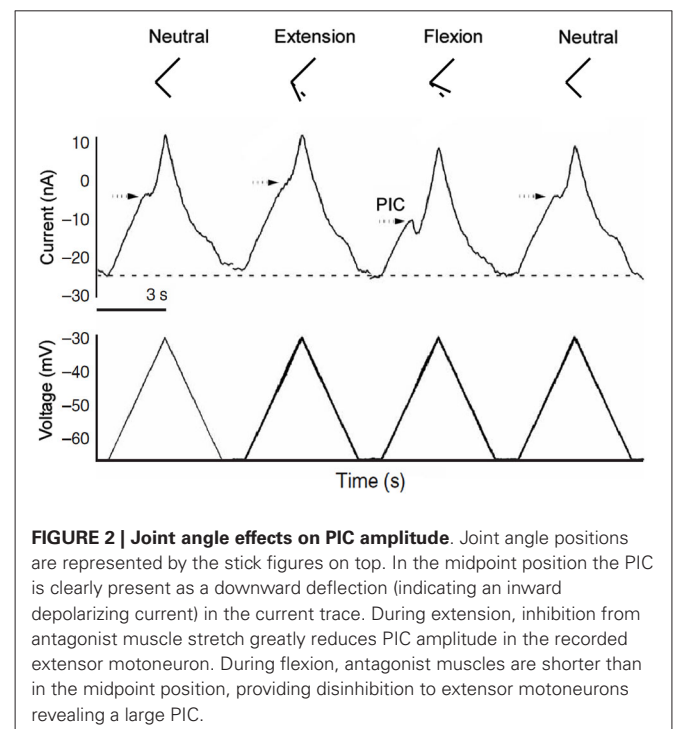 Neutral Extension Flexion Neutral
10
0
−10
−20
−30
Current (nA)
PIC
3 s
−30
−40
−50
−60
Voltage (mV)
Time (s)
FIGURE 2 | Joint angle effects on PIC amplitude. Joint angle positions
are represented by the stick figures on top. In the midpoint position the PIC
is clearly present as a downward deflection (indicating an inward
depolarizing current) in the current trace. During extension, inhibition from
antagonist muscle stretch greatly reduces PIC amplitude in the recorded
extensor motoneuron. During flexion, antagonist muscles are shorter than
in the midpoint position, providing disinhibition to extensor motoneurons
revealing a large PIC.